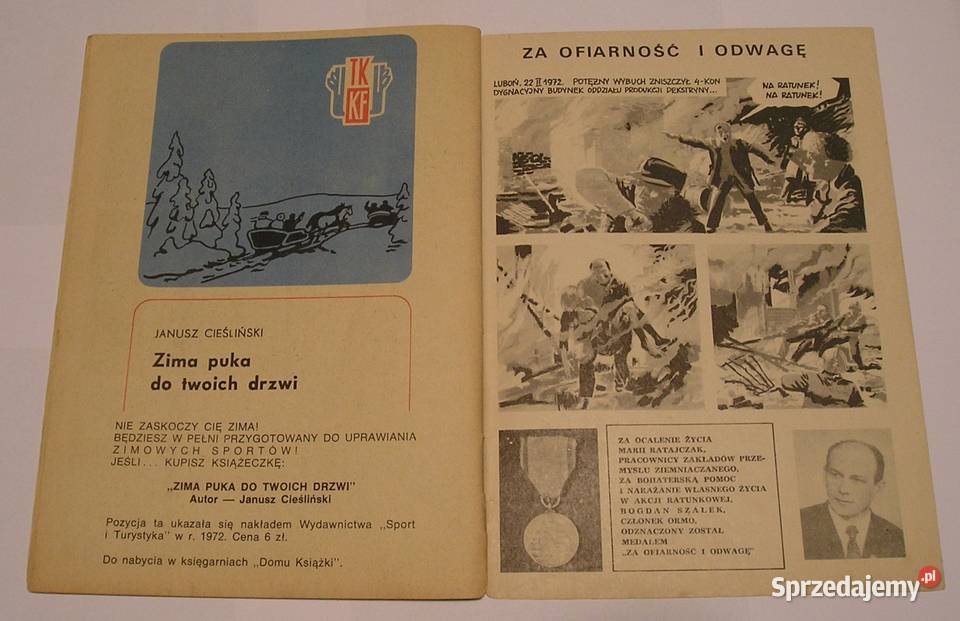 TK
KF
JANUSZ CIEŚLIŃSKI
Zima puka
do twoich drzwi
NIE ZASKOCZY CIĘ ZIMA!
BĘDZIESZ W PEŁNI PRZYGOTOWANY DO UPRAWIANIA
ZIMOWYCH SPORTÓW!
JEŚLI... KUPISZ KSIĄŻECZKĘ:
„ZIMA PUKA DO TWOICH DRZWI"
Autor — Janusz Cieśliński
Pozycja ta ukazała się nakładem Wydawnictwa „Sport
i Turystyka" w r. 1972. Cena 6 zł.
Do nabycia w księgarniach „Domu Książki".
ZA OFIARNOŚĆ I ODWAGĘ
LUBOŃ, 22 II 1972. POTĘŻNY WYBUCH ZNISZCZYŁ 4-KON
DYGNACYJNY BUDYNEK ODDZIAŁU PRODUKCJI DEKSTRYNY...
NA RATUNEK!
NA RATUNEK!
ZA OCALENIE ŻYCIA
MARII RATAJCZAK,
PRACOWNICY ZAKŁADÓW PRZE-
MYSŁU ZIEMNIACZANEGO,
ZA BOHATERSKĄ POMOC
I NARAŻANIE WŁASNEGO ŻYCIA
W AKCJI RATUNKOWEJ,
BOGDAN SZAŁEK,
CZŁONEK ORMO,
ODZNACZONY ZOSTAŁ
MEDALEM
„ZA OFIARNOŚĆ I ODWAGĘ"
Sprzedajemy.pl